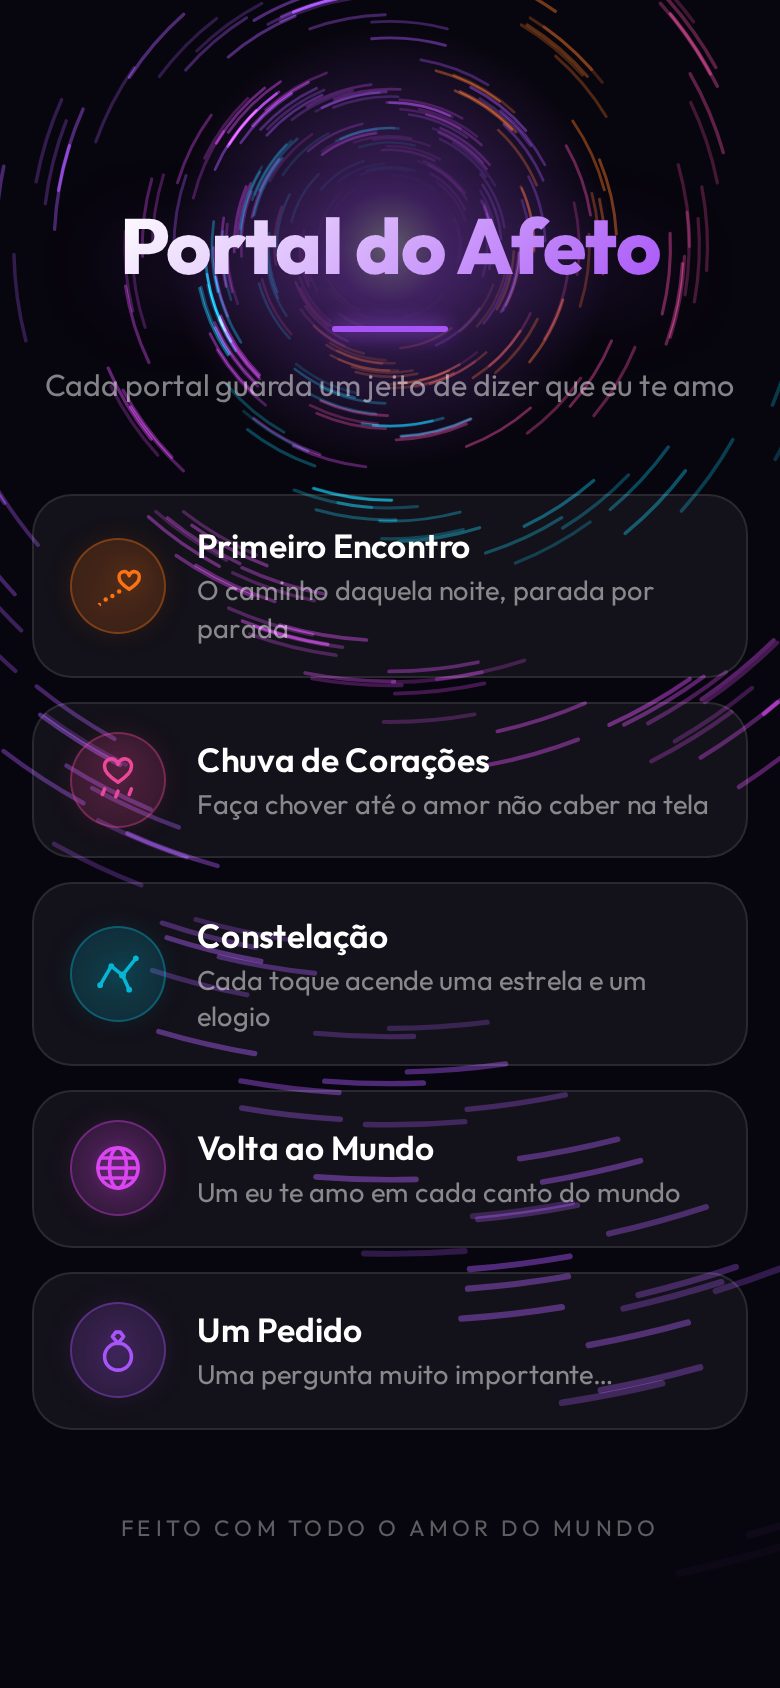 Portal do Afeto
Cada portal guarda um jeito de dizer que eu te amo
Primeiro Encontro
O caminho daquela noite, parada por
parada
Chuva de Corações
Faça chover até o amor não caber na tela
Constelação
Cada toque acende uma estrela e um
elogio
Volta ao Mundo
Um eu te amo em cada canto do mundo
Um Pedido
Uma pergunta muito importante...
FEITO COM TODO O AMOR DO MUNDO